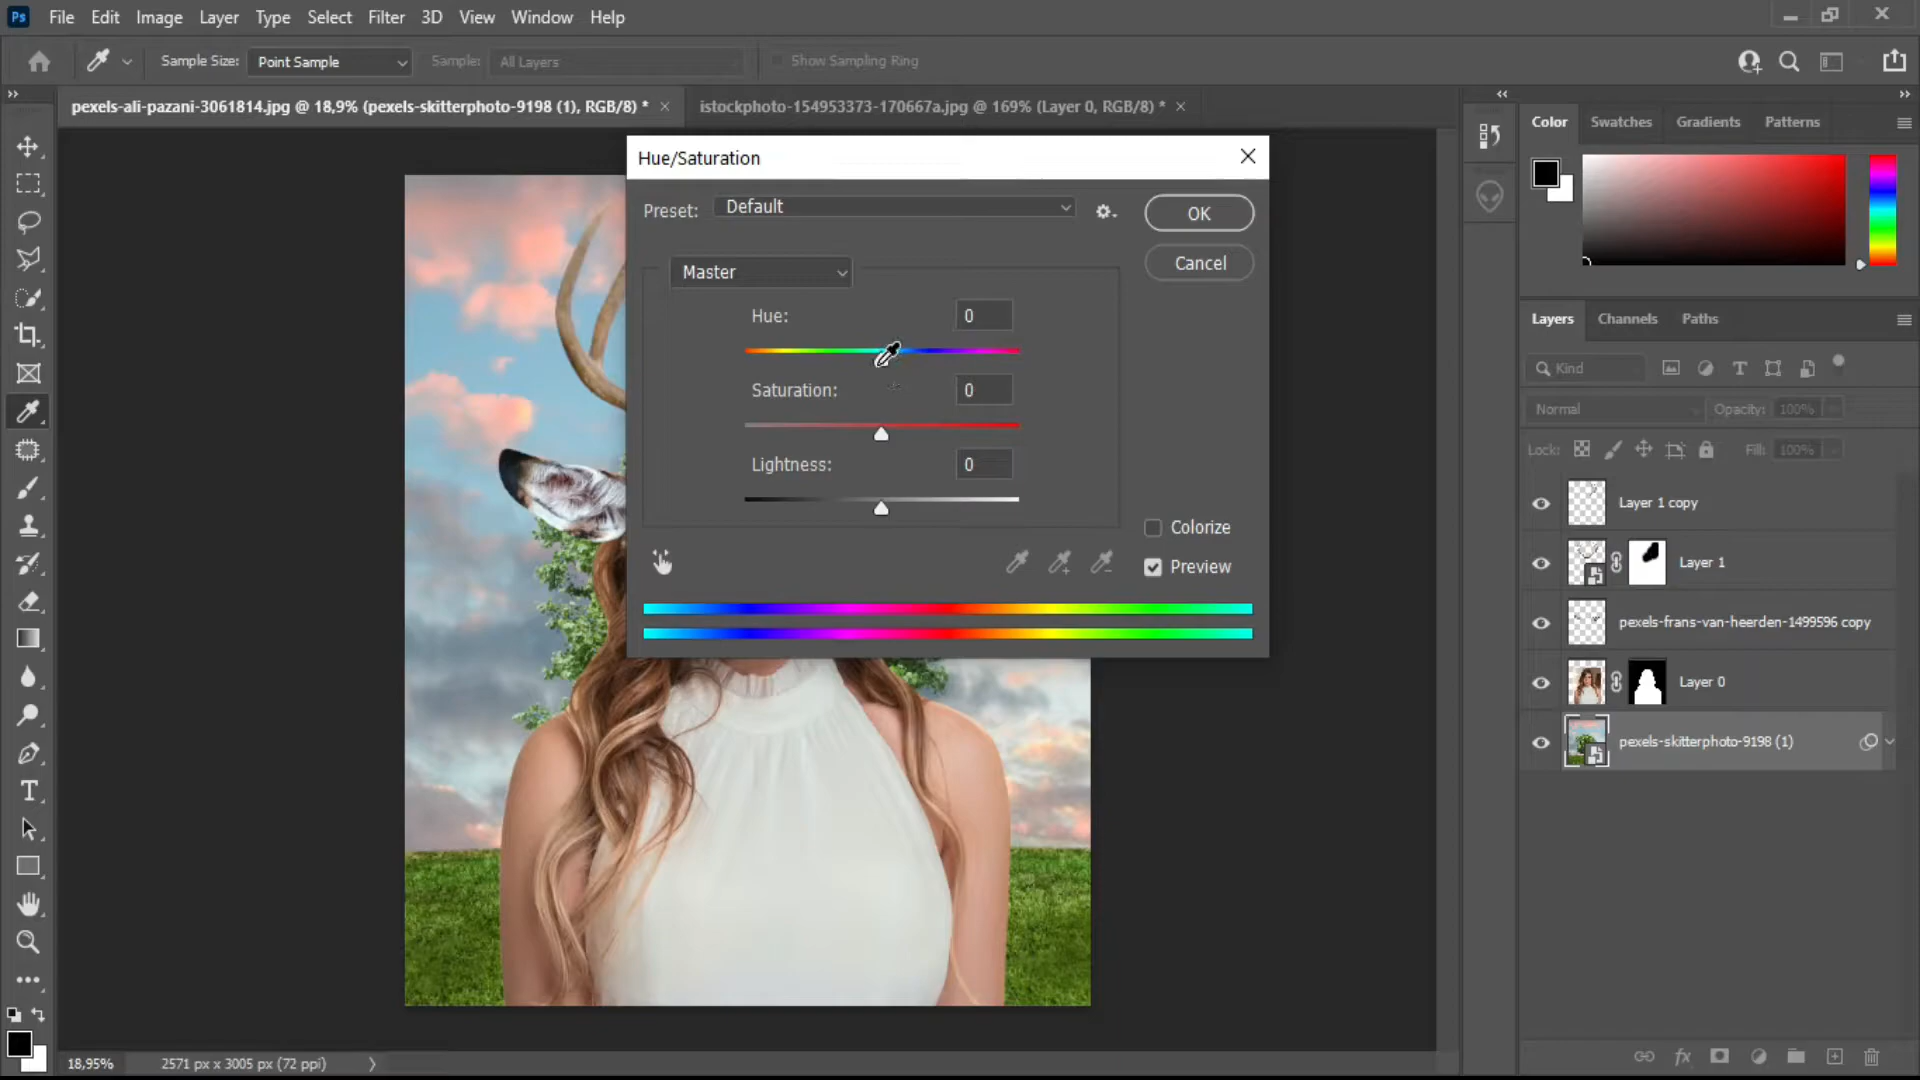 Ps File Edit Image Layer Type Select Filter 3D View Window Help
Sample Size: Point Sample Sample: All Layers Show Sampling Ring
pexels-ali-pazani-3061814.jpg @ 18,9% (pexels-skitterphoto-9198 (1), RGB/8) * istockphoto-154953373-170667a.jpg @ 169% (Layer 0, RGB/8) *
Hue/Saturation
Preset: Default
OK
Cancel
Master
Hue: 0
Saturation: 0
Lightness: 0
Colorize
Preview
Color Swatches Gradients Patterns
Layers Channels Paths
Kind
Normal Opacity: 100%
Lock: Fill: 100%
Layer 1 copy
Layer 1
pexels-frans-van-heerden-1499596 copy
Layer 0
pexels-skitterphoto-9198 (1)
fx
18,95% 2571 px x 3005 px (72 ppi)